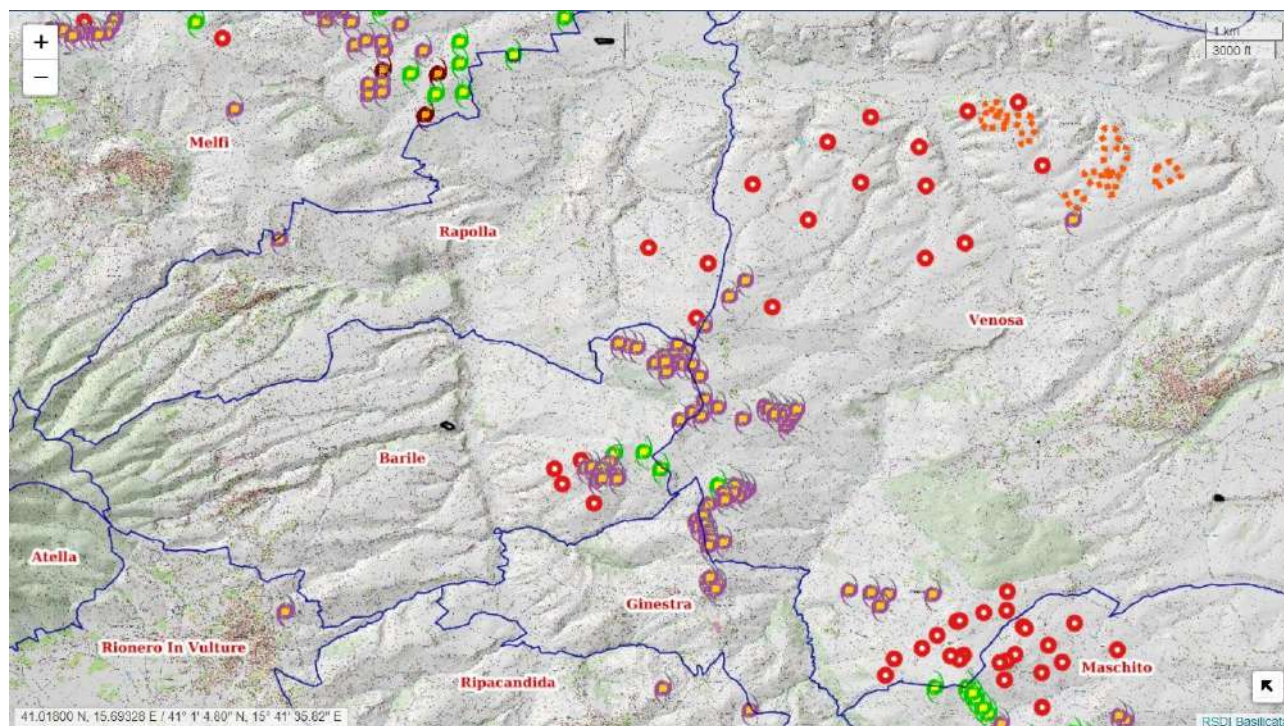 +
1 km
3000 ft
−
Melfi
Rapolla
Venosa
Barile
Atella
Ginestra
Rionero In Vulture
Maschito
Ripacandida
41.01800 N, 15.69328 E / 41° 1' 4.80" N, 15° 41' 35.82" E
RSDI Basilicat